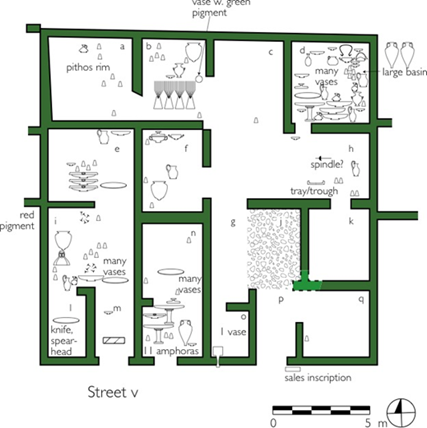 vase w. green
pigment
a
b
c
d
pithos rim
many
vases
large basin
e
f
h
spindle?
tray/trough
red
pigment
i
g
j
k
n
many
vases
many
vases
l
m
p
q
o
knife,
spear-
head
1 vase
11 amphoras
sales inscription
Street v
0
5
m